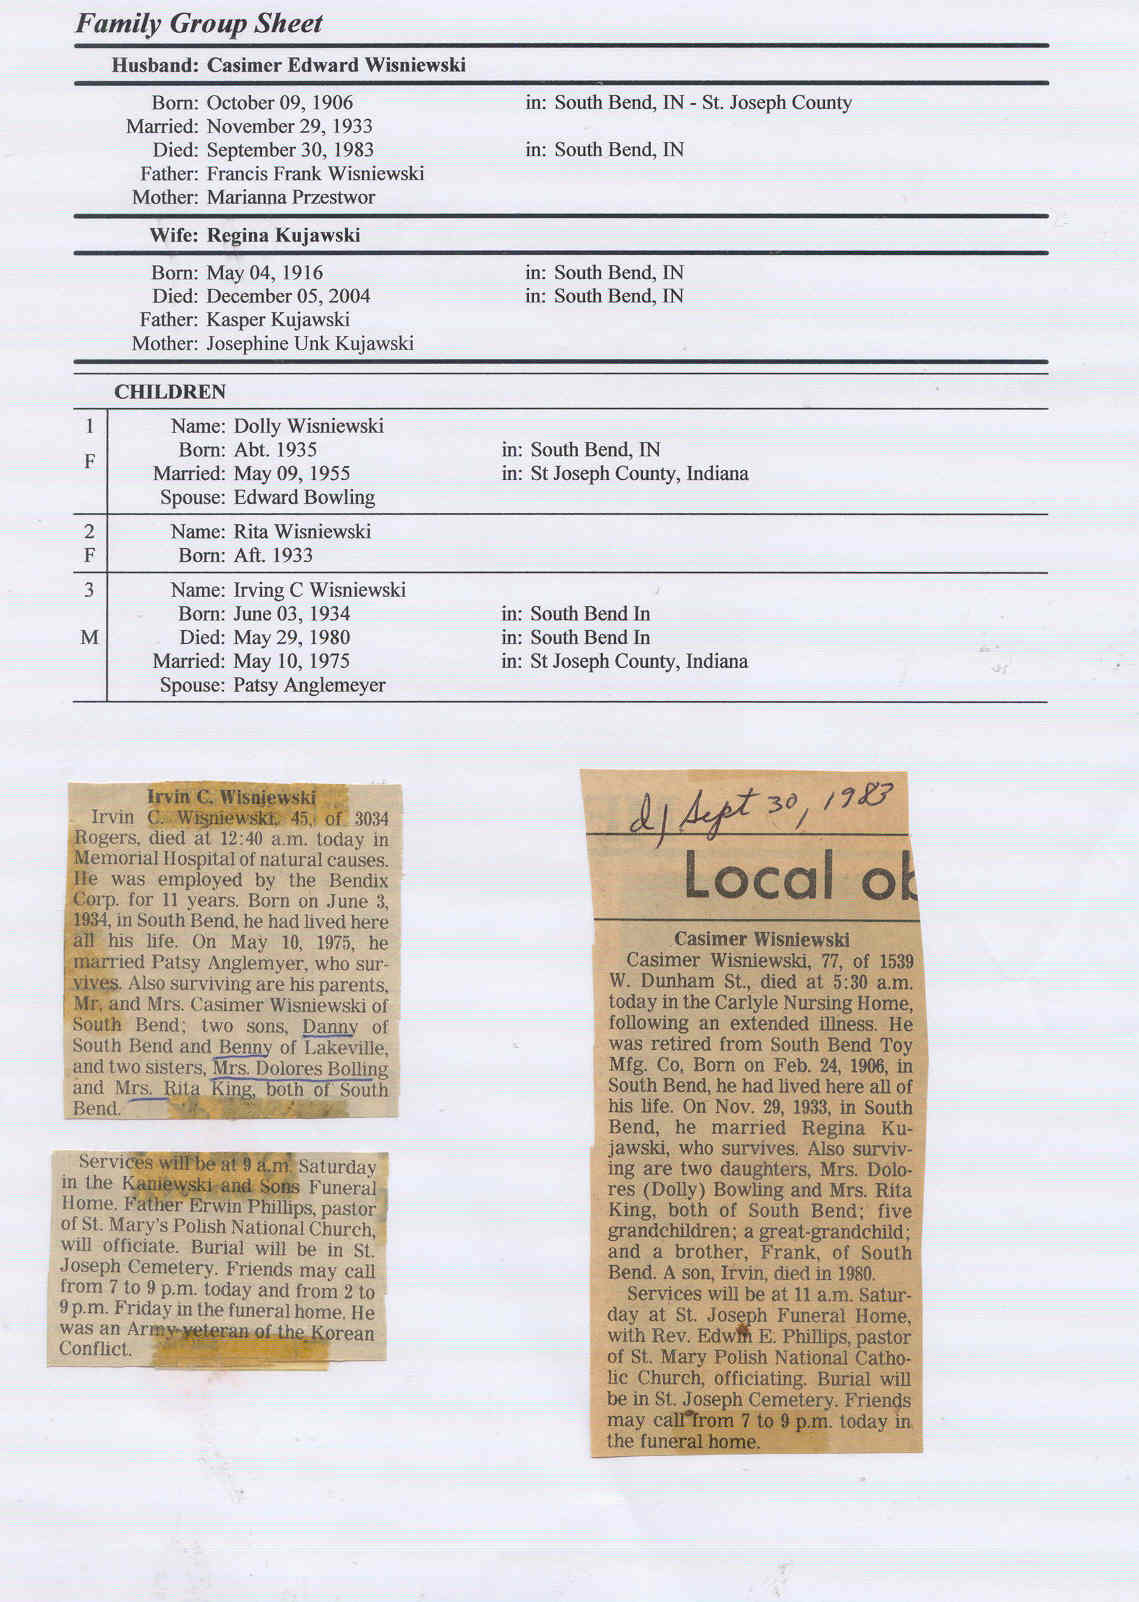 Family Group Sheet
Husband: Casimer Edward Wisniewski
Born: October 09, 1906 in: South Bend, IN - St. Joseph County
Married: November 29, 1933
Died: September 30, 1983 in: South Bend, IN
Father: Francis Frank Wisniewski
Mother: Marianna Przestwor
Wife: Regina Kujawski
Born: May 04, 1916 in: South Bend, IN
Died: December 05, 2004 in: South Bend, IN
Father: Kasper Kujawski
Mother: Josephine Unk Kujawski
CHILDREN
1 Name: Dolly Wisniewski
Born: Abt. 1935 in: South Bend, IN
F
Married: May 09, 1955 in: St Joseph County, Indiana
Spouse: Edward Bowling
2 Name: Rita Wisniewski
F Born: Aft. 1933
3 Name: Irving C Wisniewski
Born: June 03, 1934 in: South Bend In
M Died: May 29, 1980 in: South Bend In
Married: May 10, 1975 in: St Joseph County, Indiana
Spouse: Patsy Anglemeyer
Irvin C. Wisniewski
Irvin C. Wisniewski, 45, of 3034
Rogers, died at 12:40 a.m. today in
Memorial Hospital of natural causes.
He was employed by the Bendix
Corp. for 11 years. Born on June 3,
1934, in South Bend, he had lived here
all his life. On May 10, 1975, he
married Patsy Anglemyer, who sur-
vives. Also surviving are his parents,
Mr. and Mrs. Casimer Wisniewski of
South Bend; two sons, Danny of
South Bend and Benny of Lakeville,
and two sisters, Mrs. Dolores Bolling
and Mrs. Rita King, both of South
Bend.
Services will be at 9 a.m. Saturday
in the Kaniewski and Sons Funeral
Home. Father Erwin Phillips, pastor
of St. Mary's Polish National Church,
will officiate. Burial will be in St.
Joseph Cemetery. Friends may call
from 7 to 9 p.m. today and from 2 to
9 p.m. Friday in the funeral home. He
was an Army veteran of the Korean
Conflict.
d) Sept 30, 1983
Local ob
Casimer Wisniewski
Casimer Wisniewski, 77, of 1539
W. Dunham St., died at 5:30 a.m.
today in the Carlyle Nursing Home,
following an extended illness. He
was retired from South Bend Toy
Mfg. Co, Born on Feb. 24, 1906, in
South Bend, he had lived here all of
his life. On Nov. 29, 1933, in South
Bend, he married Regina Ku-
jawski, who survives. Also surviv-
ing are two daughters, Mrs. Dolo-
res (Dolly) Bowling and Mrs. Rita
King, both of South Bend; five
grandchildren; a great-grandchild;
and a brother, Frank, of South
Bend. A son, Irvin, died in 1980.
Services will be at 11 a.m. Satur-
day at St. Joseph Funeral Home,
with Rev. Edwin E. Phillips, pastor
of St. Mary Polish National Catho-
lic Church, officiating. Burial will
be in St. Joseph Cemetery. Friends
may call from 7 to 9 p.m. today in
the funeral home.